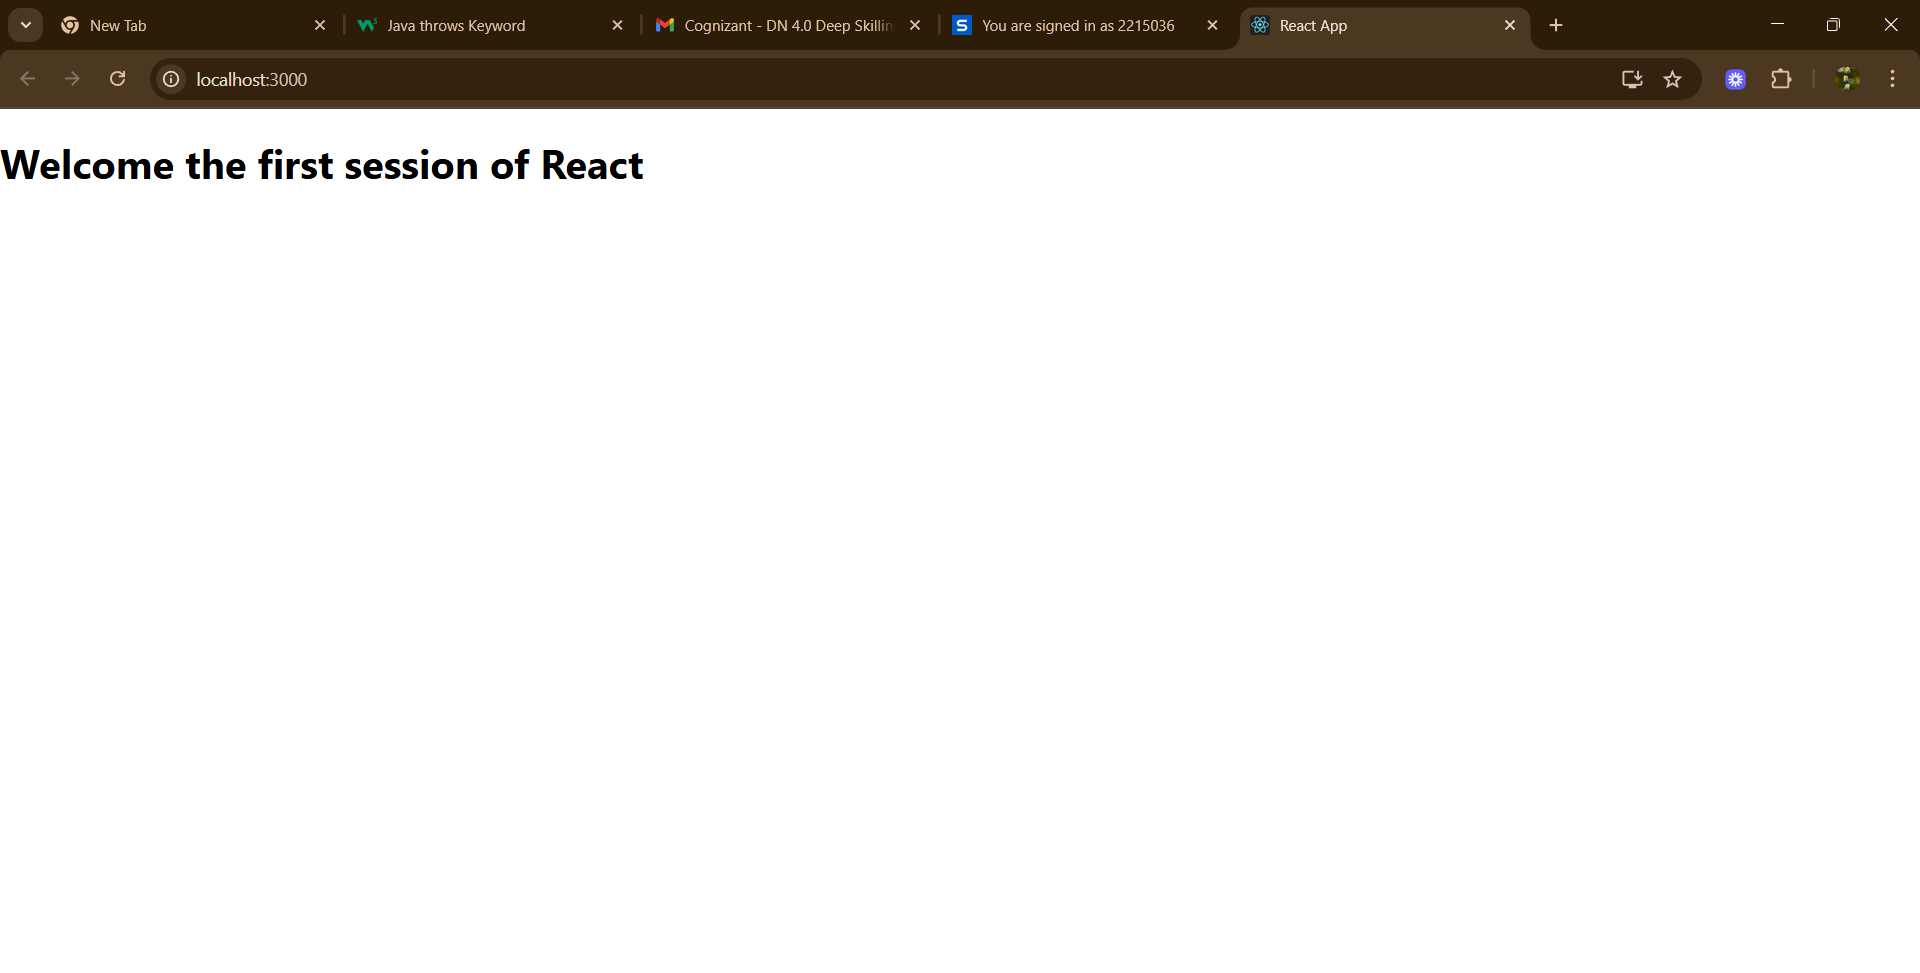 New Tab
Java throws Keyword
Cognizant - DN 4.0 Deep Skillin
You are signed in as 2215036
React App
localhost:3000
Welcome the first session of React